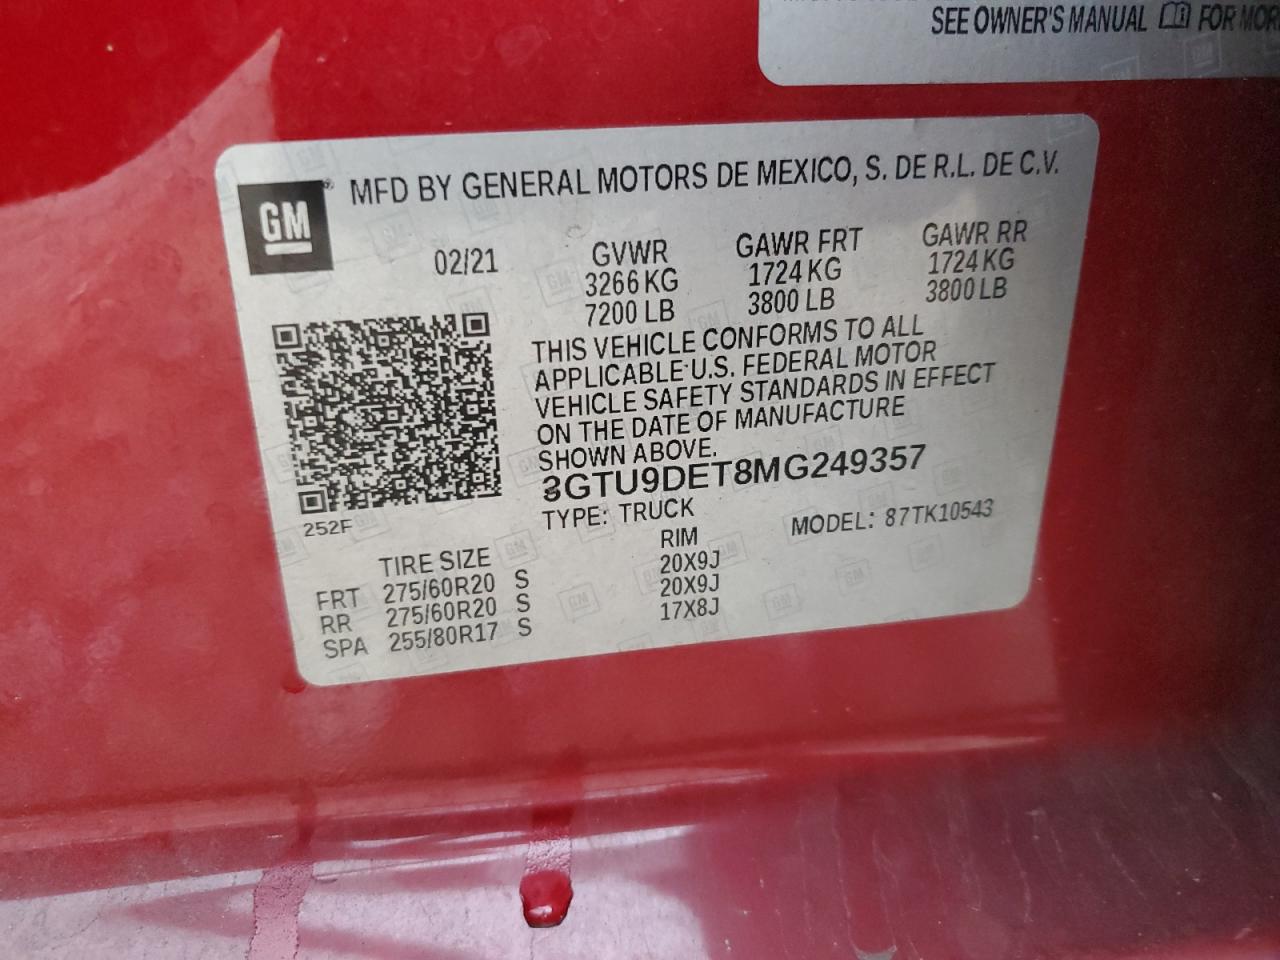 SEE OWNER'S MANUAL FOR MOR
GM
MFD BY GENERAL MOTORS DE MEXICO, S. DE R.L. DE C.V.
02/21 GVWR GAWR FRT GAWR RR
3266 KG 1724 KG 1724 KG
7200 LB 3800 LB 3800 LB
THIS VEHICLE CONFORMS TO ALL
APPLICABLE U.S. FEDERAL MOTOR
VEHICLE SAFETY STANDARDS IN EFFECT
ON THE DATE OF MANUFACTURE
SHOWN ABOVE.
3GTU9DET8MG249357
252F
TYPE: TRUCK MODEL: 87TK10543
TIRE SIZE RIM
FRT 275/60R20 S 20X9J
RR 275/60R20 S 20X9J
SPA 255/80R17 S 17X8J